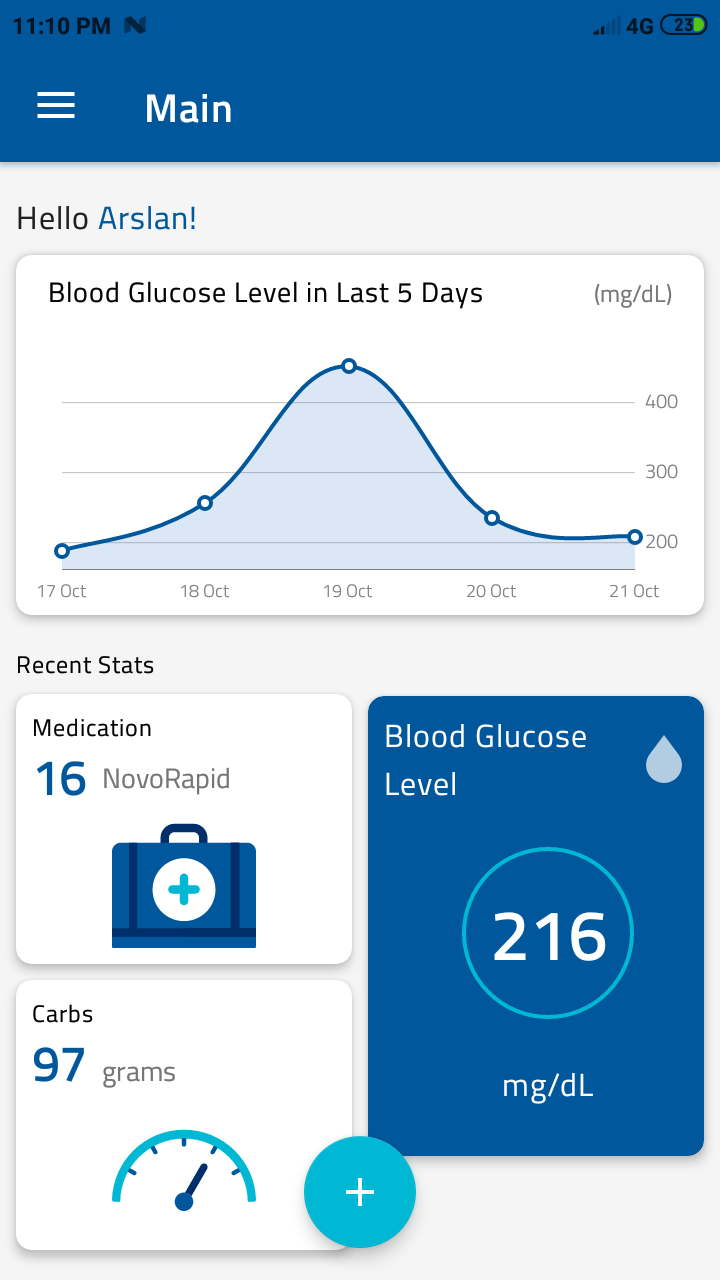 11:10 PM N 4G 23
Main
Hello Arslan!
Blood Glucose Level in Last 5 Days (mg/dL)
400
300
200
17 Oct 18 Oct 19 Oct 20 Oct 21 Oct
Recent Stats
Medication
16 NovoRapid
Blood Glucose
Level
216
mg/dL
Carbs
97 grams